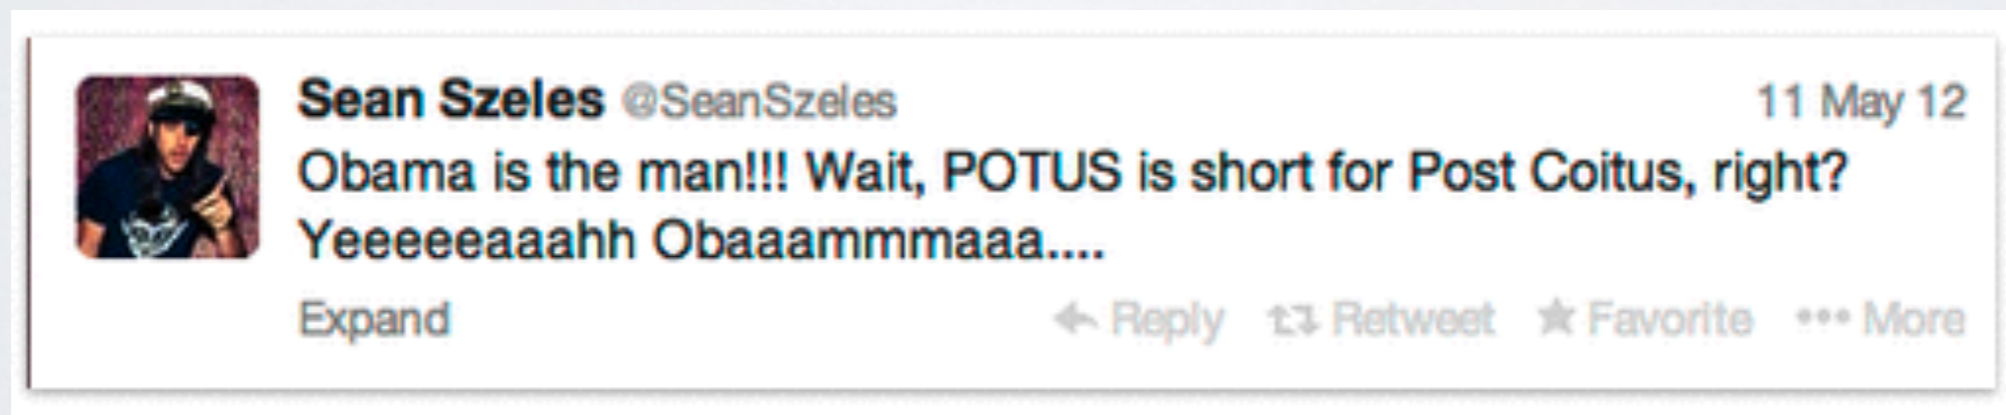 Sean Szeles @SeanSzeles 11 May 12
Obama is the man!!! Wait, POTUS is short for Post Coitus, right?
Yeeeeeaaahh Obaaammmaaa....
Expand Reply Retweet Favorite More